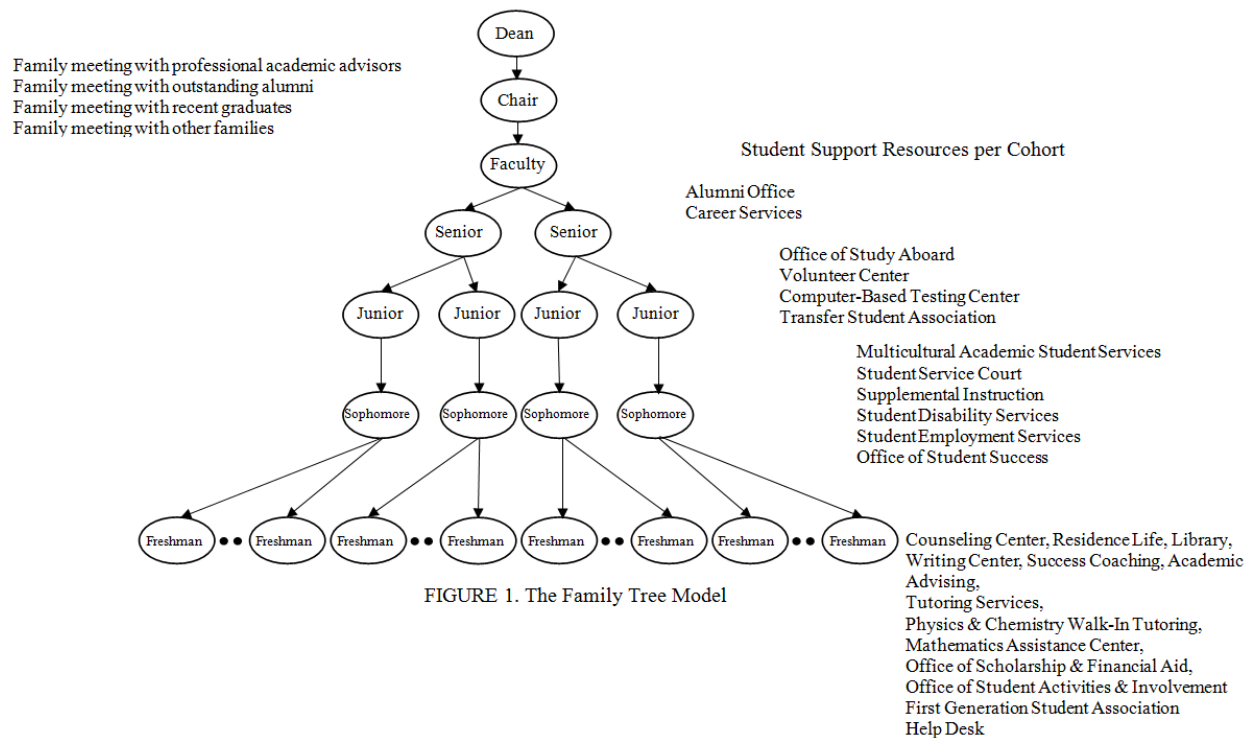 Dean
Family meeting with professional academic advisors
Family meeting with outstanding alumni
Family meeting with recent graduates
Family meeting with other families
Chair
Faculty
Student Support Resources per Cohort
Alumni Office
Career Services
Senior Senior
Office of Study Aboard
Volunteer Center
Computer-Based Testing Center
Transfer Student Association
Junior Junior Junior Junior
Multicultural Academic Student Services
Student Service Court
Supplemental Instruction
Student Disability Services
Student Employment Services
Office of Student Success
Sophomore Sophomore Sophomore Sophomore
Freshman Freshman Freshman Freshman Freshman Freshman Freshman Freshman
Counseling Center, Residence Life, Library,
Writing Center, Success Coaching, Academic
Advising,
Tutoring Services,
Physics & Chemistry Walk-In Tutoring,
Mathematics Assistance Center,
Office of Scholarship & Financial Aid,
Office of Student Activities & Involvement
First Generation Student Association
Help Desk
FIGURE 1. The Family Tree Model